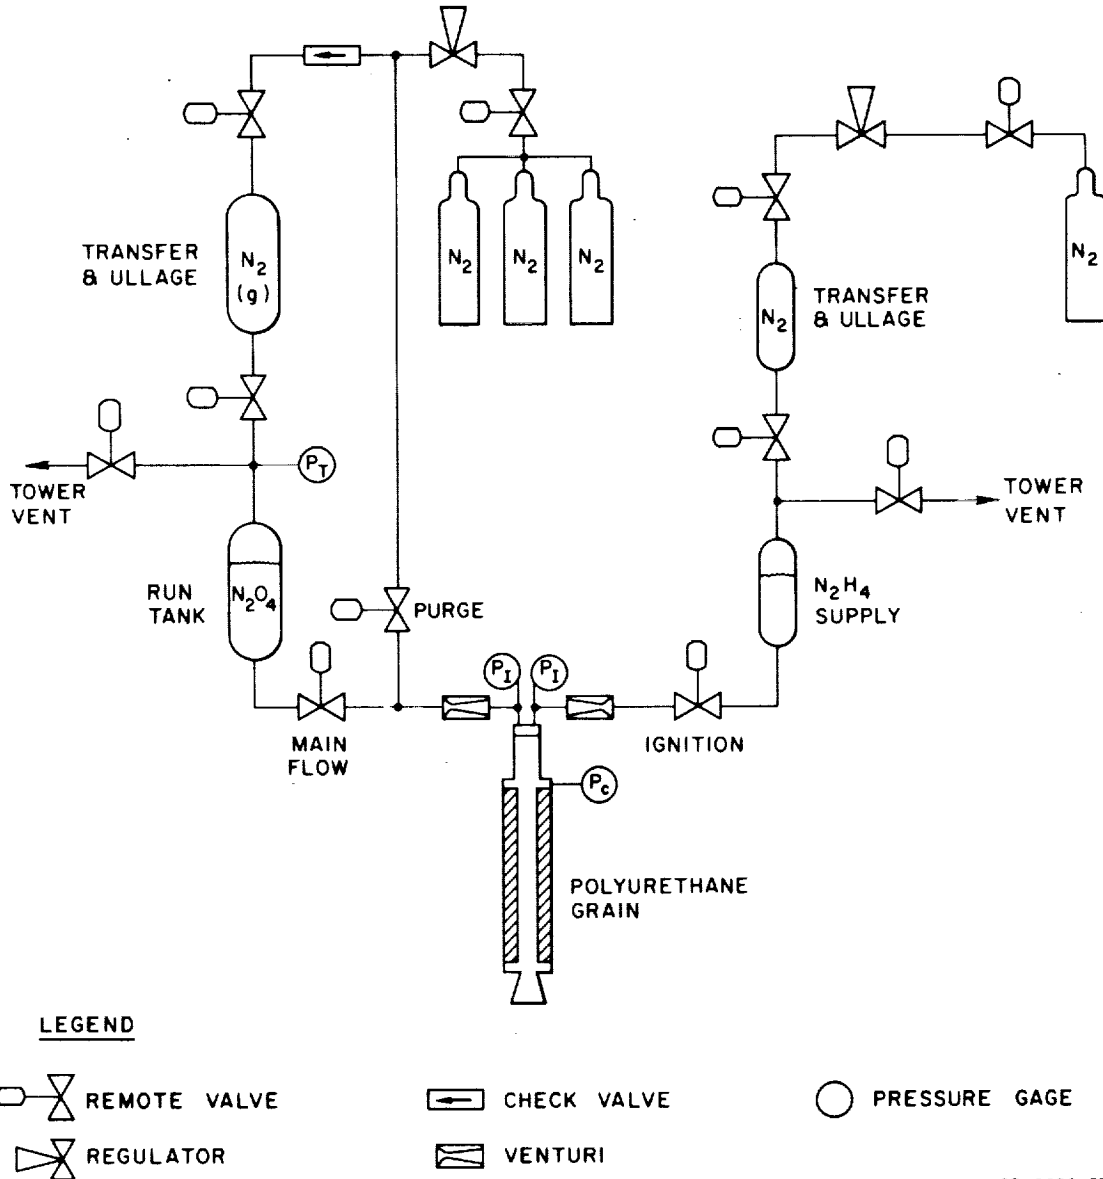 TRANSFER
& ULLAGE
N2
(g)
N2
N2
N2
N2
TRANSFER
& ULLAGE
N2
TOWER
VENT
PT
TOWER
VENT
RUN
TANK
N2O4
PURGE
N2H4
SUPPLY
PI
PI
MAIN
FLOW
IGNITION
Pc
POLYURETHANE
GRAIN
LEGEND
REMOTE VALVE
CHECK VALVE
PRESSURE GAGE
REGULATOR
VENTURI